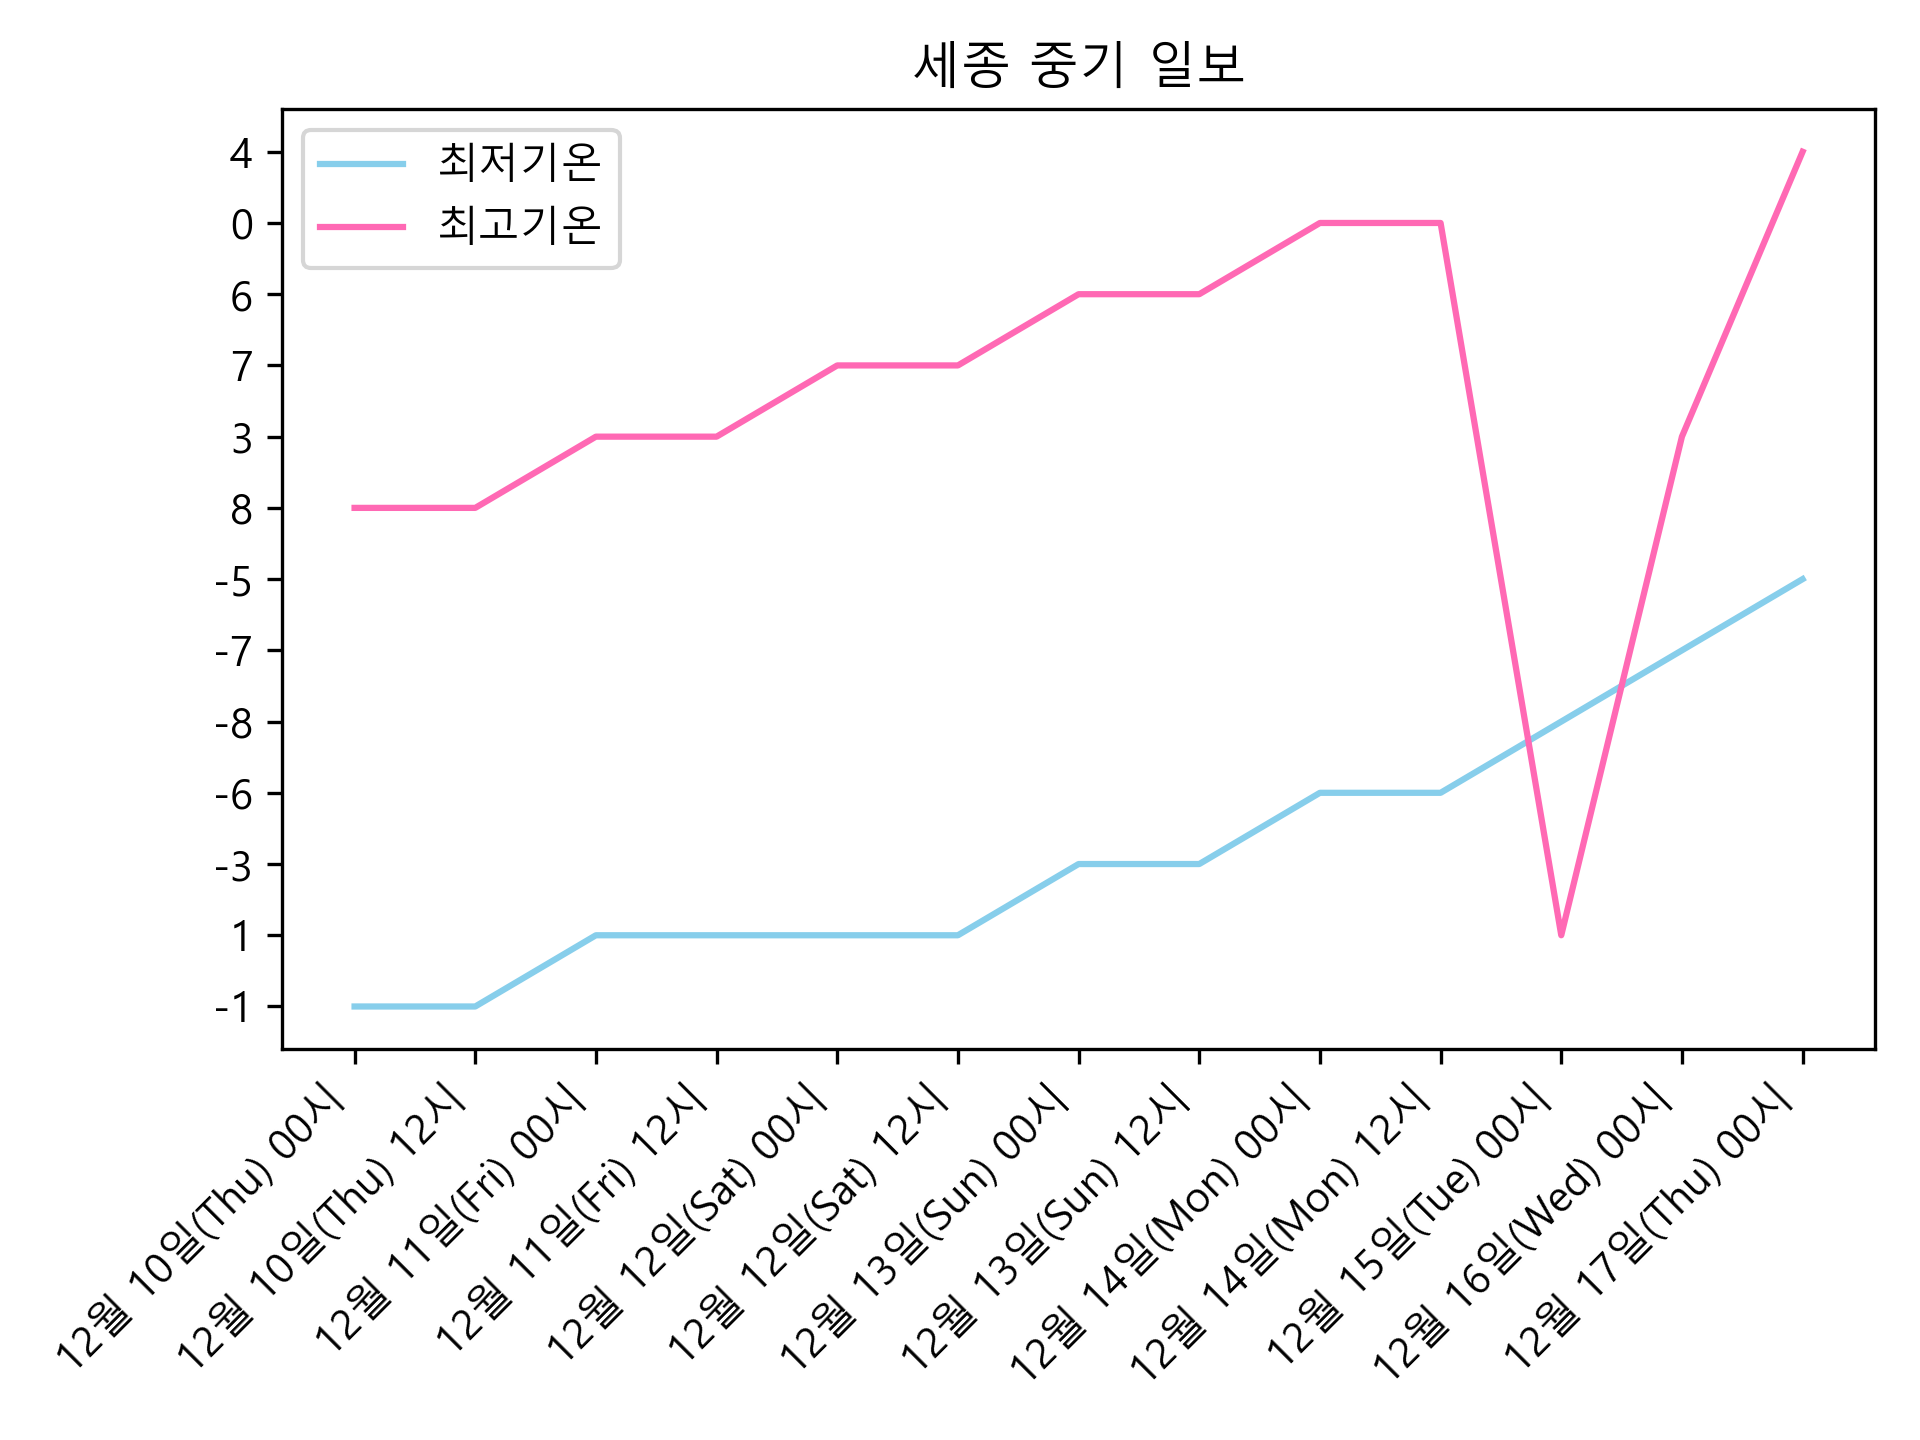 세종 중기 일보
최저기온
최고기온
4
0
6
7
3
8
-5
-7
-8
-6
-3
1
-1
12월 10일(Thu) 00시
12월 10일(Thu) 12시
12월 11일(Fri) 00시
12월 11일(Fri) 12시
12월 12일(Sat) 00시
12월 12일(Sat) 12시
12월 13일(Sun) 00시
12월 13일(Sun) 12시
12월 14일(Mon) 00시
12월 14일(Mon) 12시
12월 15일(Tue) 00시
12월 16일(Wed) 00시
12월 17일(Thu) 00시